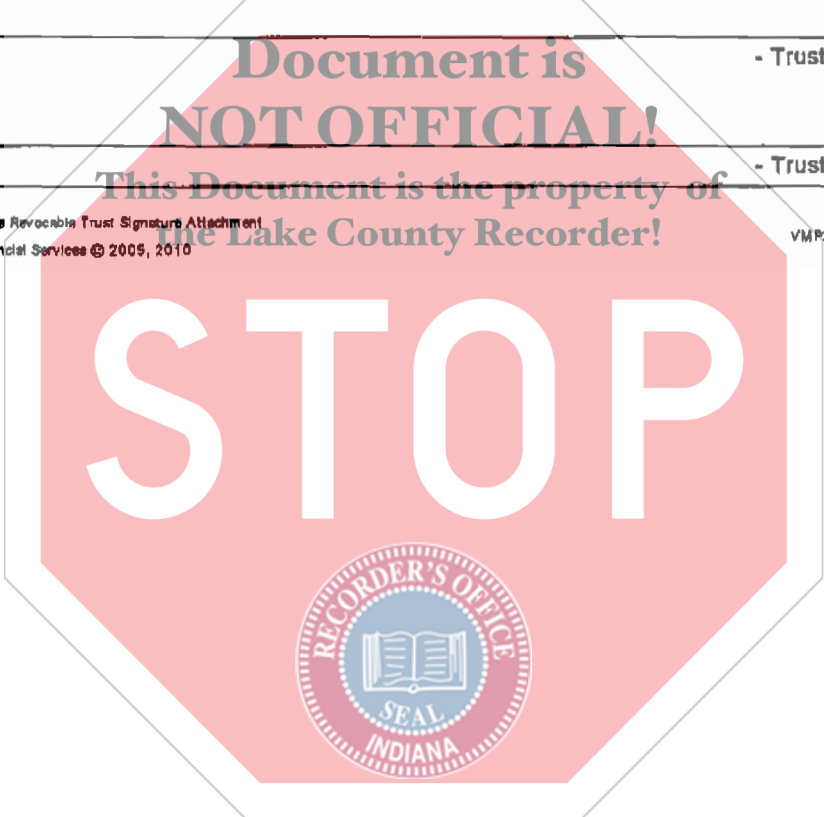 Document is
- Trust
NOT OFFICIAL!
- Trust
This Document is the property of
Revocable Trust Signature Attachment
the Lake County Recorder!
VMP
Services © 2005, 2010
STOP
RECORDER'S OFFICE
SEAL
INDIANA